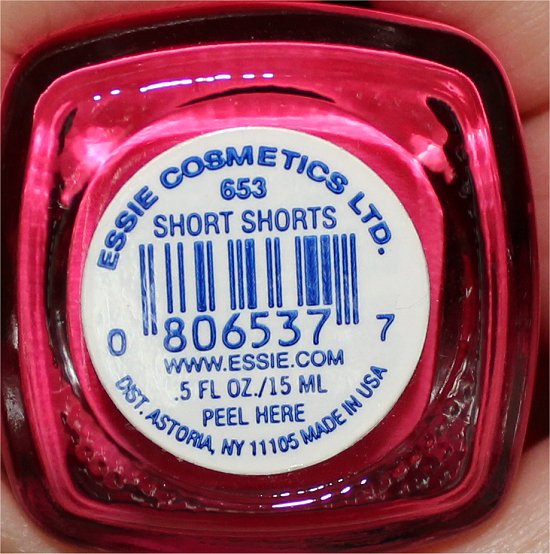 ESSIE COSMETICS LTD.
653
SHORT SHORTS
0 806537 7
WWW.ESSIE.COM
.5 FL OZ./15 ML
PEEL HERE
DIST. ASTORIA, NY 11105 MADE IN USA